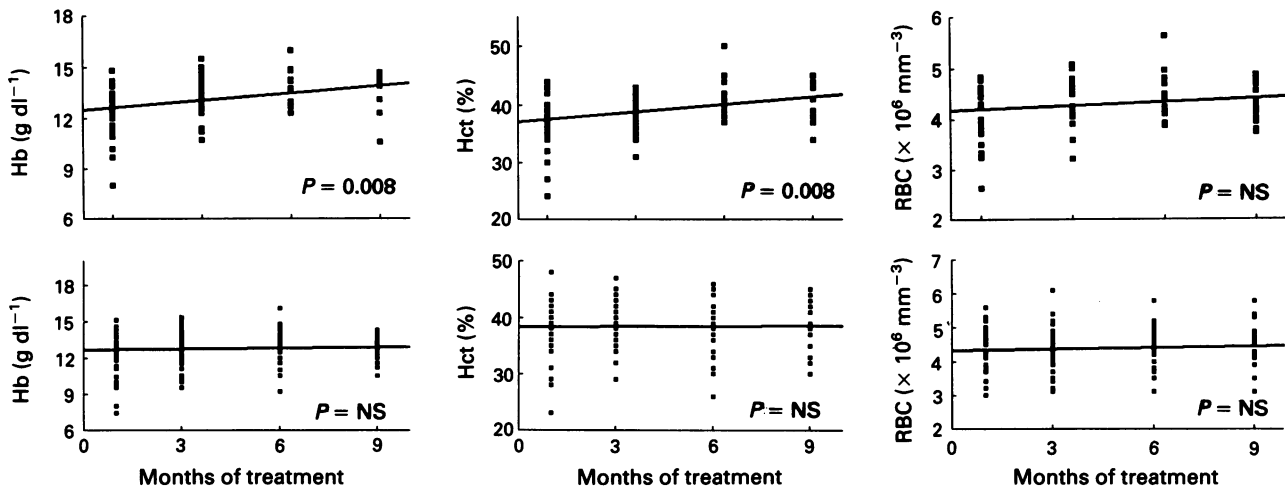 18
15
12
9
6
Hb (g dl⁻¹)
P = 0.008
50
40
30
20
Hct (%)
P = 0.008
6
5
4
3
2
RBC (× 10⁶ mm⁻³)
P = NS
18
15
12
9
6
Hb (g dl⁻¹)
P = NS
0 3 6 9
Months of treatment
50
40
30
20
Hct (%)
P = NS
0 3 6 9
Months of treatment
7
6
5
4
3
2
RBC (× 10⁶ mm⁻³)
P = NS
0 3 6 9
Months of treatment